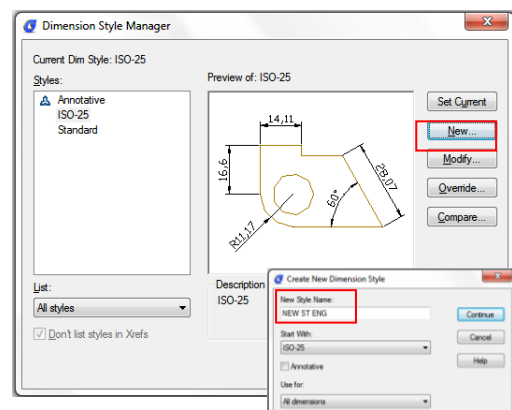 Dimension Style Manager
Current Dim Style: ISO-25
Styles:
Annotative
ISO-25
Standard
Preview of: ISO-25
14,11
16,6
28,07
60°
R11,17
Set Current
New...
Modify...
Override...
Compare...
List:
All styles
Don't list styles in Xrefs
Description
ISO-25
Create New Dimension Style
New Style Name:
NEW ST ENG
Start With:
ISO-25
Annotative
Use for:
All dimensions
Continue
Cancel
Help